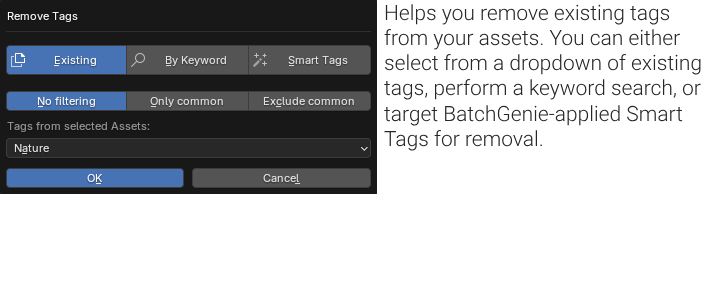 Remove Tags
Existing
By Keyword
Smart Tags
No filtering
Only common
Exclude common
Tags from selected Assets:
Nature
OK
Cancel
Helps you remove existing tags
from your assets. You can either
select from a dropdown of existing
tags, perform a keyword search, or
target BatchGenie-applied Smart
Tags for removal.